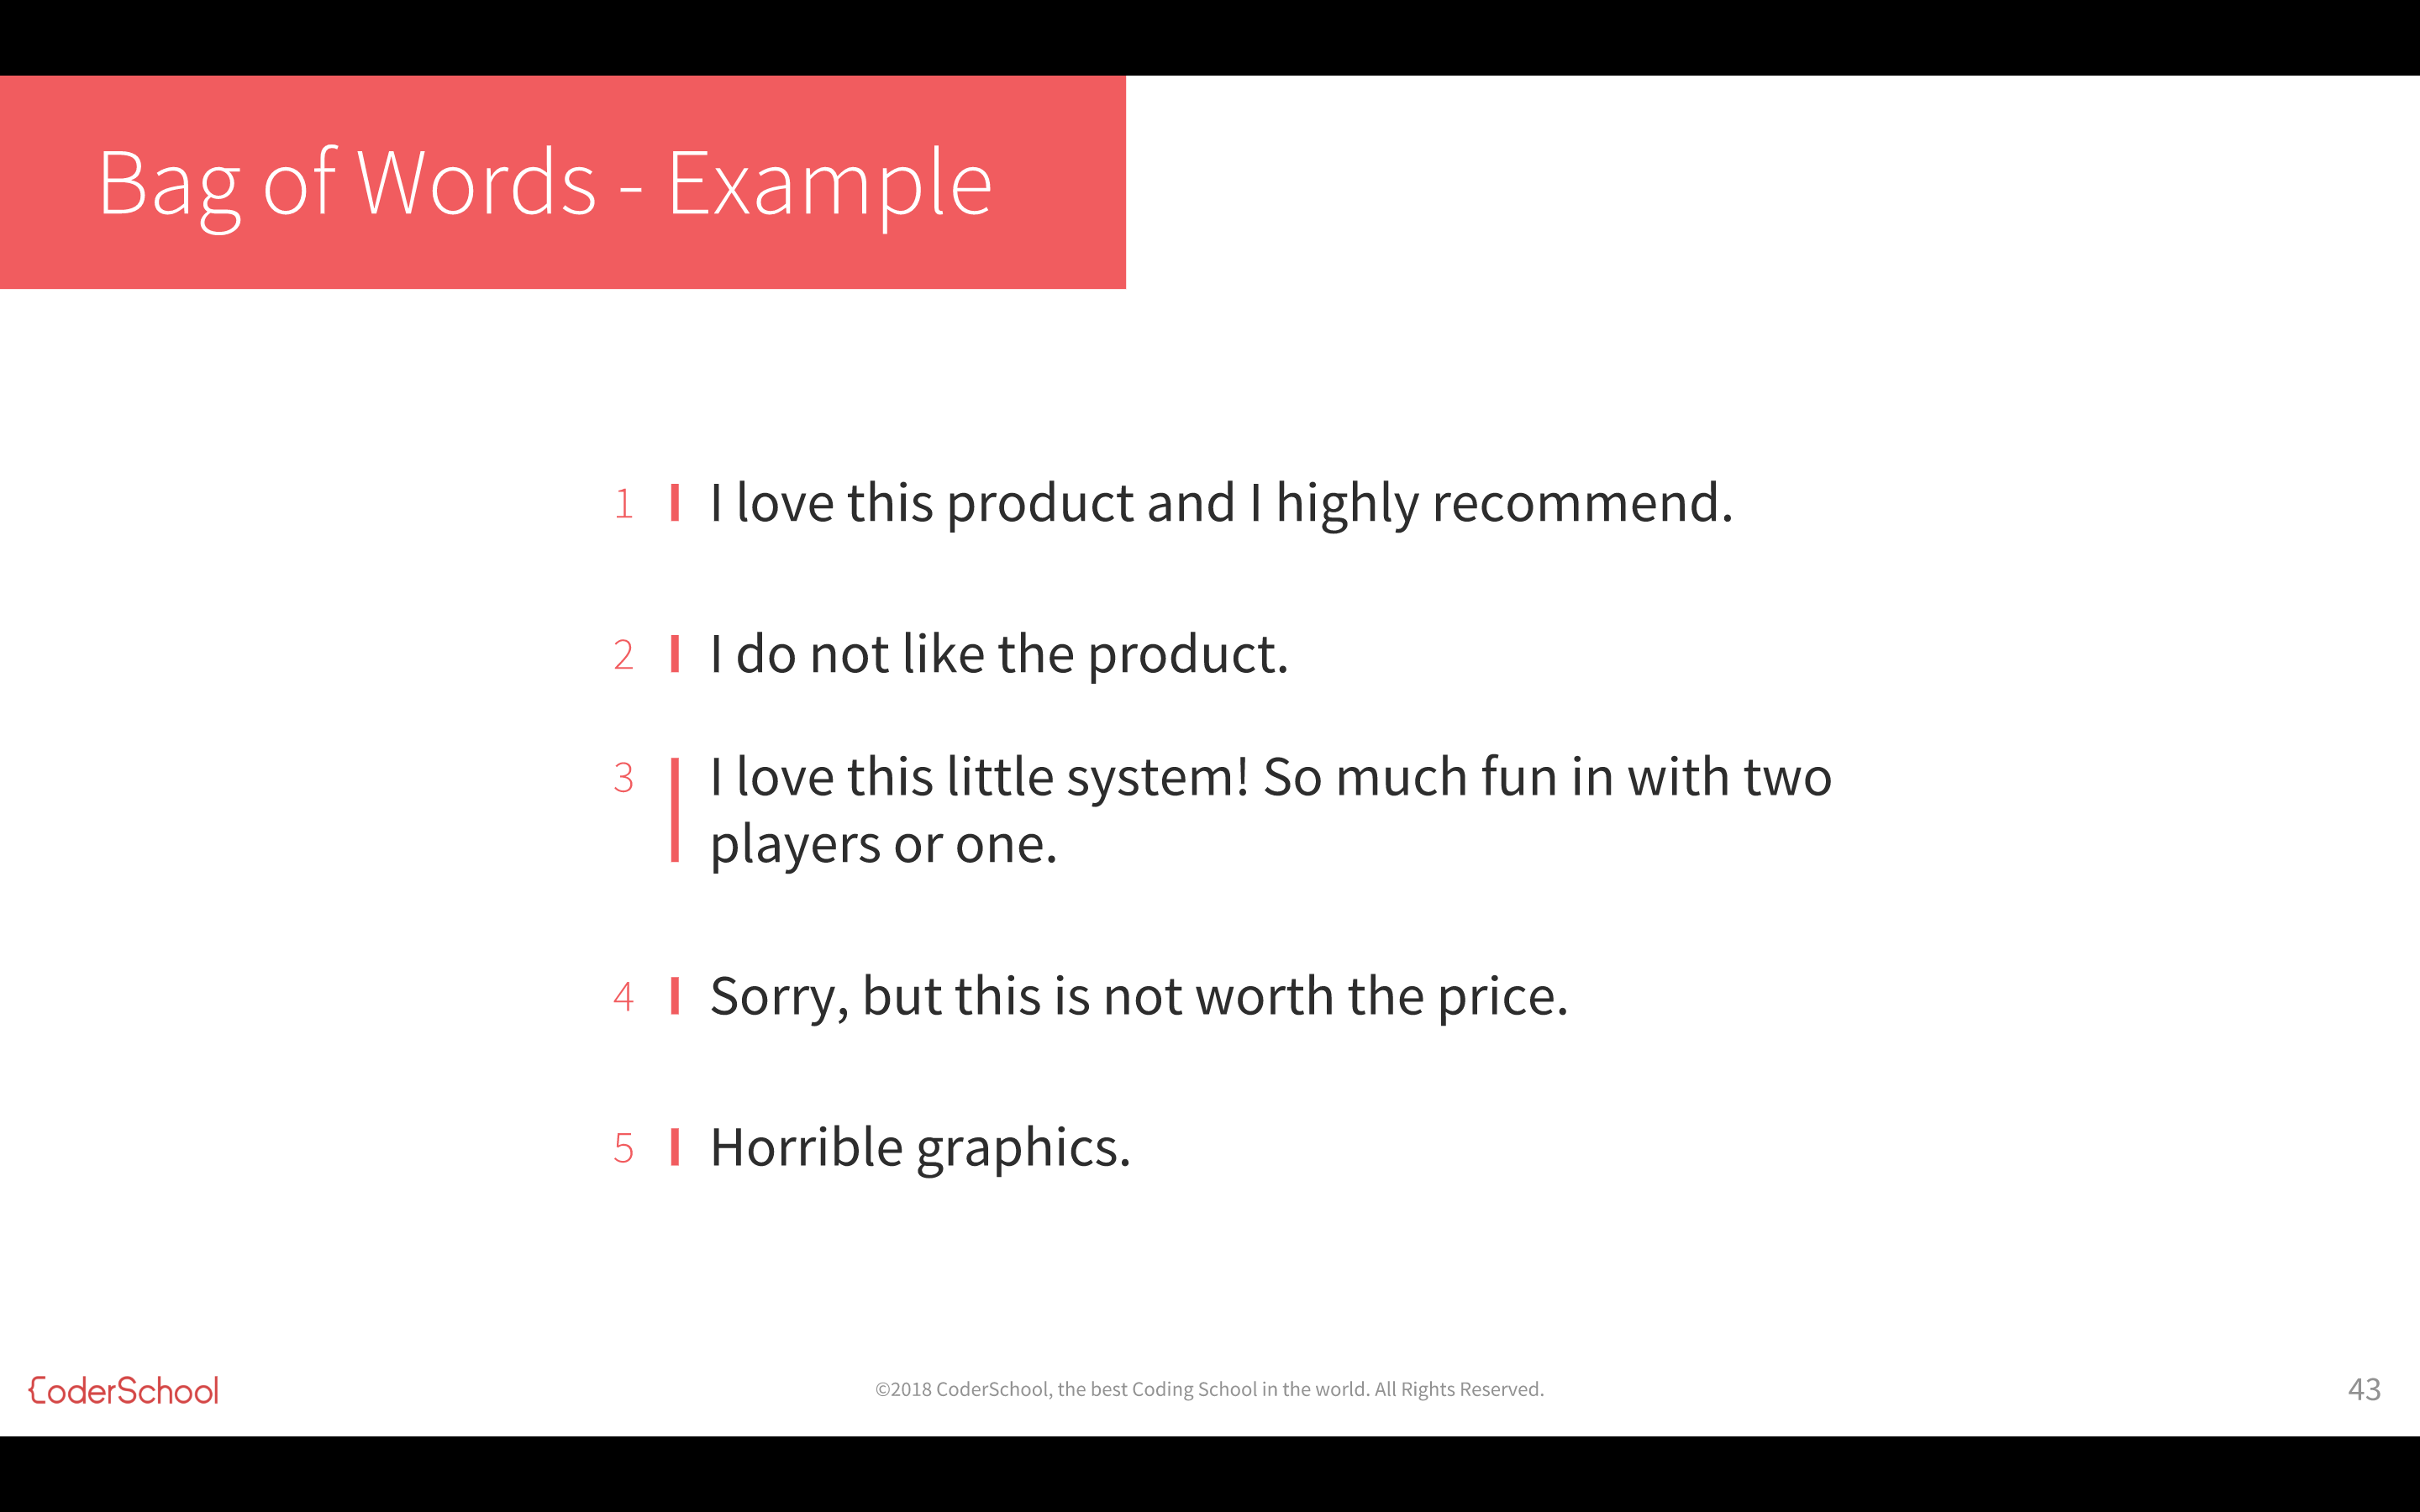 Bag of Words - Example
1 I love this product and I highly recommend.
2 I do not like the product.
3 I love this little system! So much fun in with two
players or one.
4 Sorry, but this is not worth the price.
5 Horrible graphics.
CoderSchool
©2018 CoderSchool, the best Coding School in the world. All Rights Reserved.
43